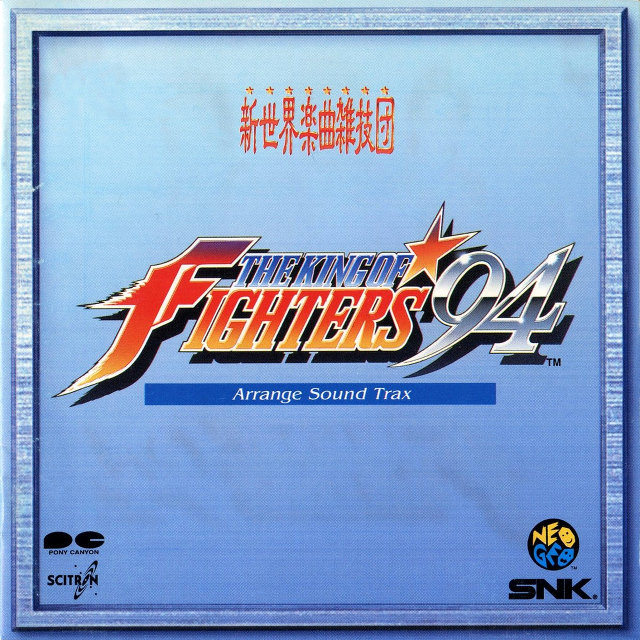 新世界楽曲雑技団
THE KING OF
FIGHTERS '94
TM
Arrange Sound Trax
PONY CANYON
SCITRON
NEO
GEO
TM
SNK®